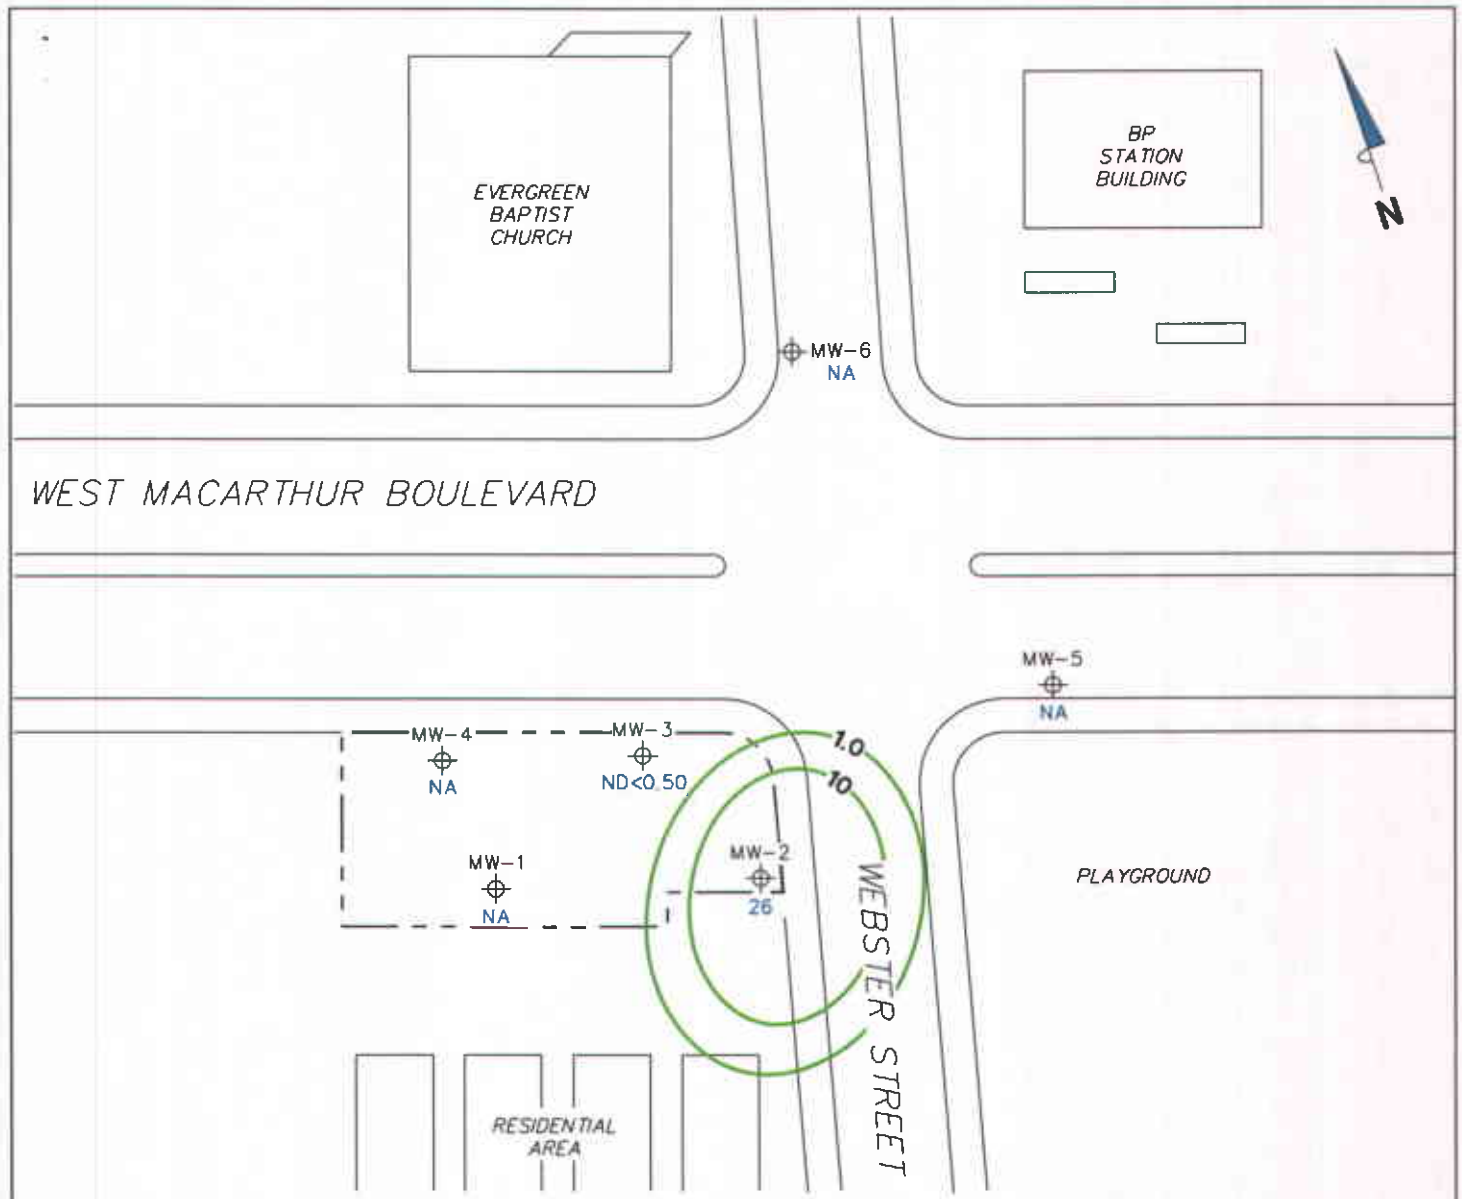 EVERGREEN
BAPTIST
CHURCH
BP
STATION
BUILDING
N
MW-6
NA
WEST MACARTHUR BOULEVARD
MW-5
NA
MW-4
NA
MW-3
ND<0.50
1.0
10
MW-2
26
MW-1
NA
WEBSTER STREET
PLAYGROUND
RESIDENTIAL
AREA